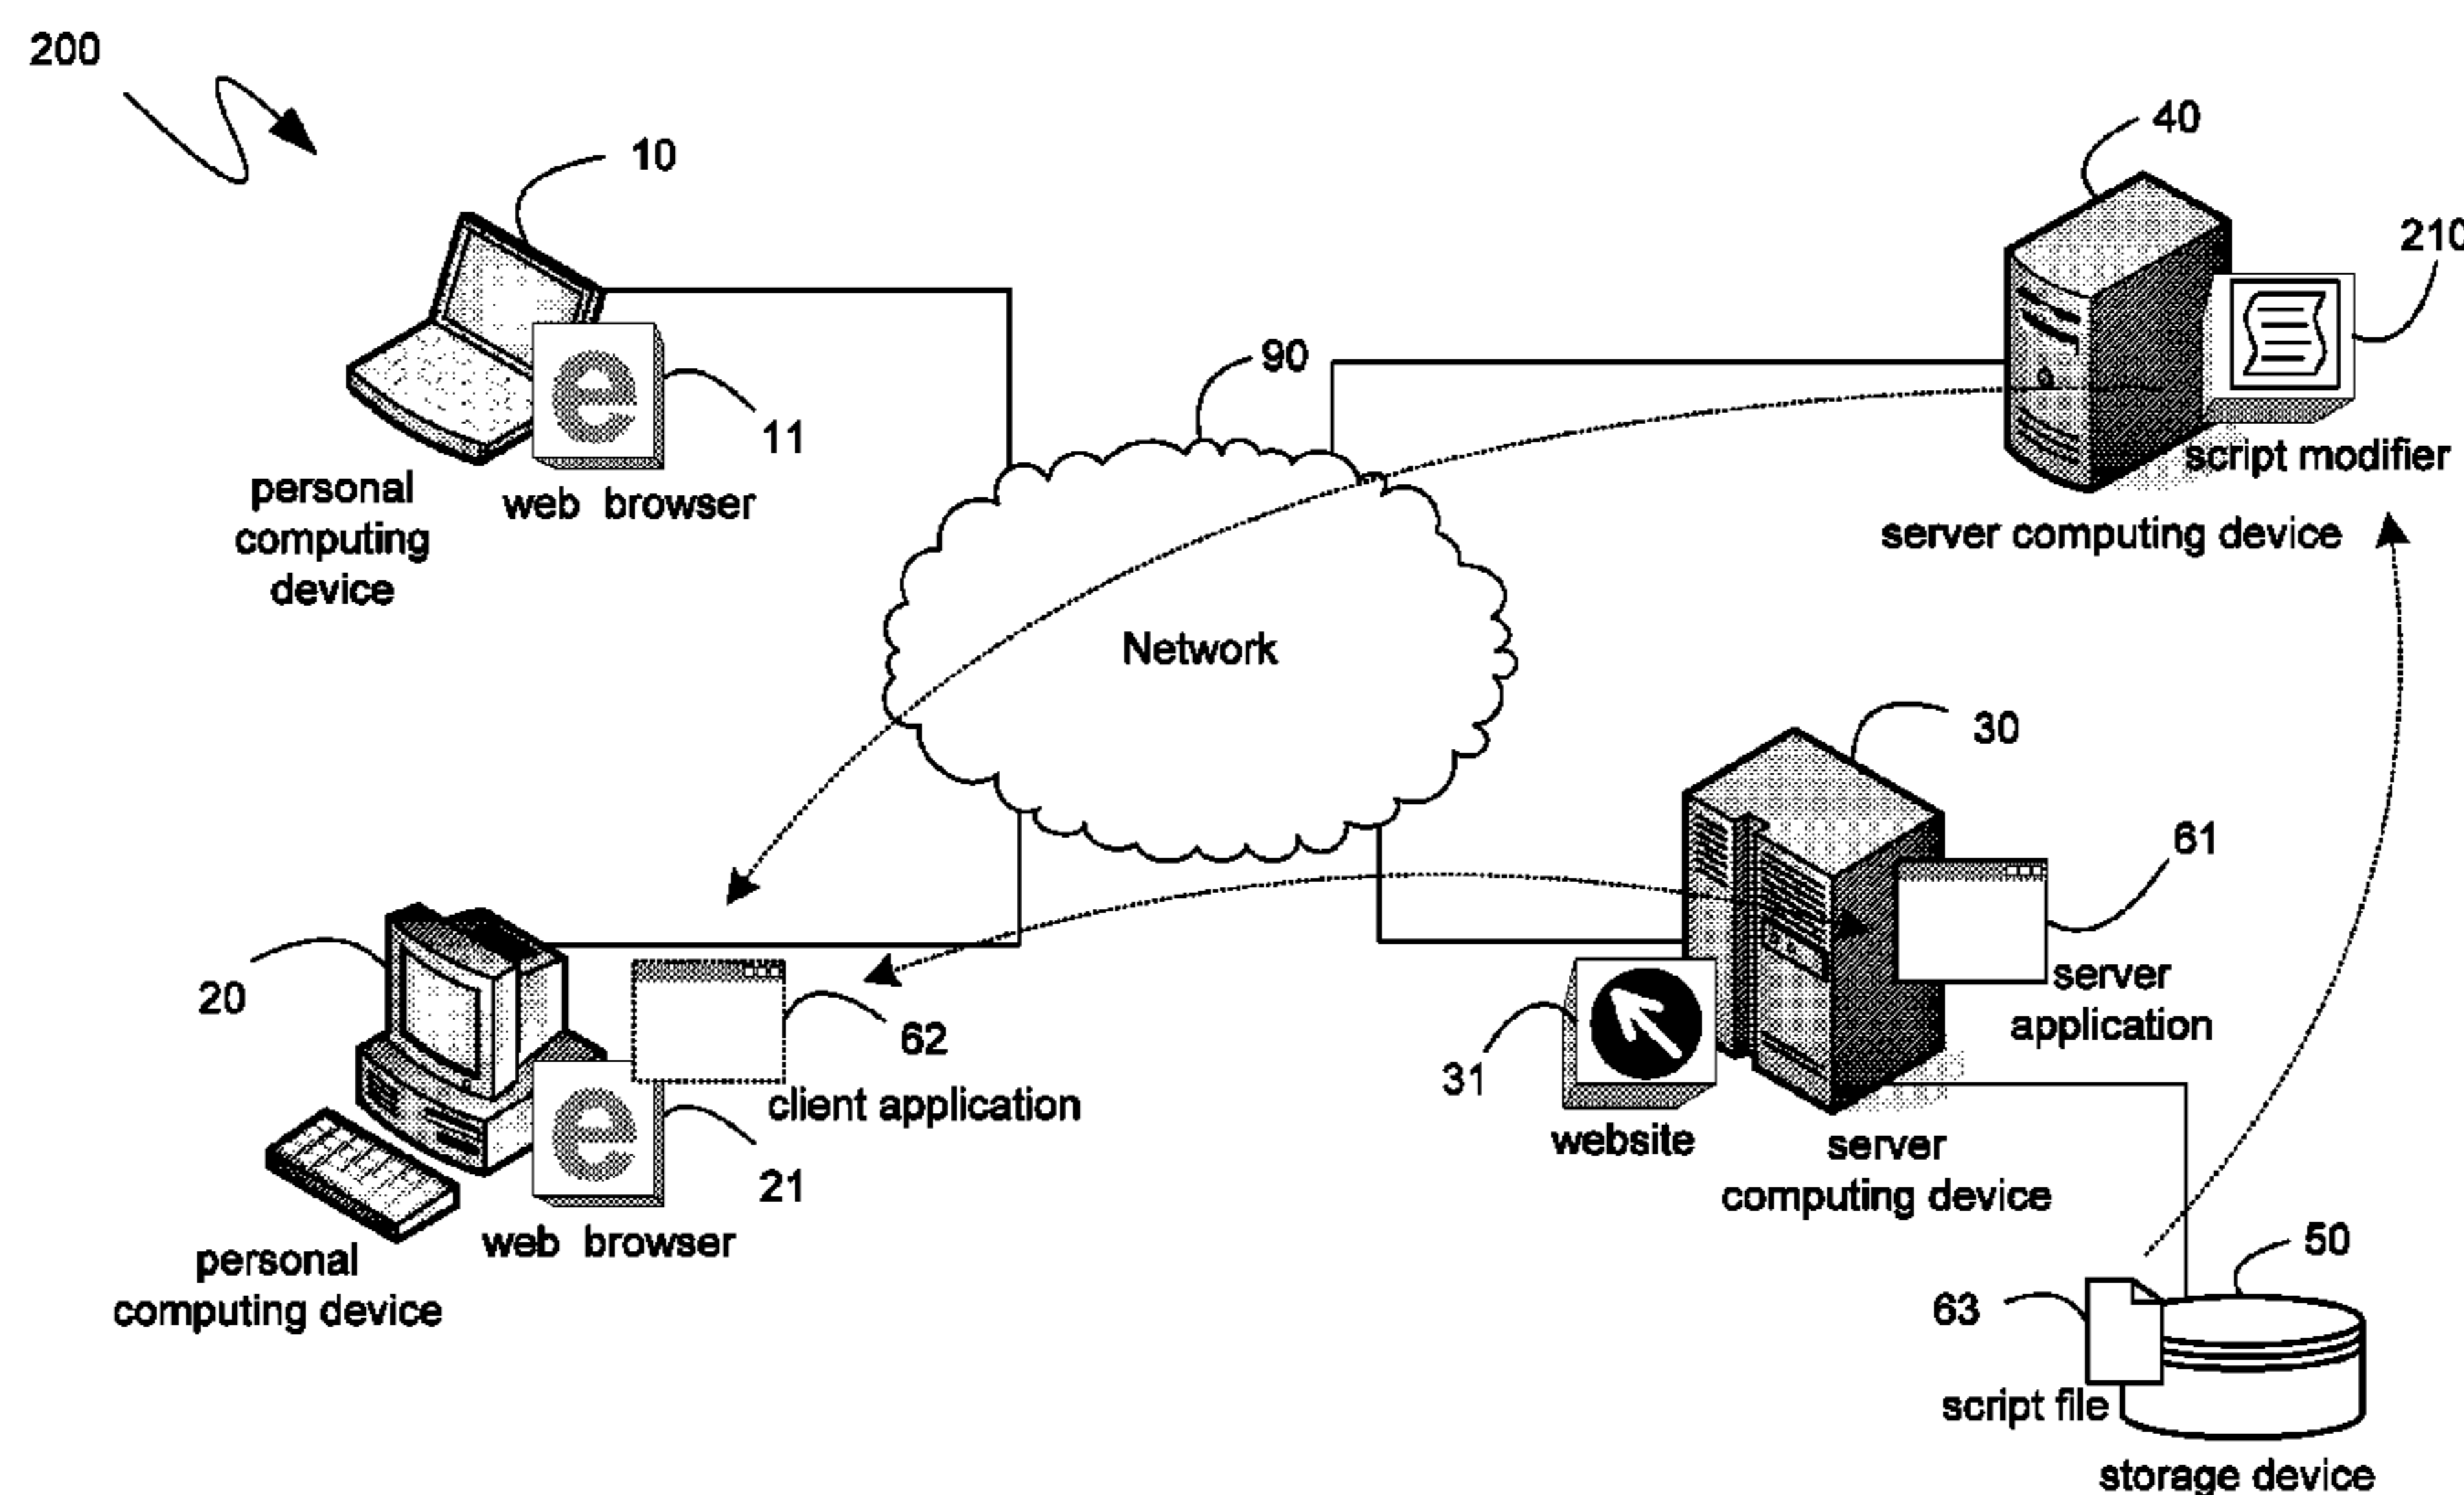 200
10
40
210
90
11
personal
computing
device
web browser
script modifier
server computing device
Network
30
61
20
62
server
application
31
client application
21
website
server
computing device
web browser
personal
computing device
50
63
script file
storage device